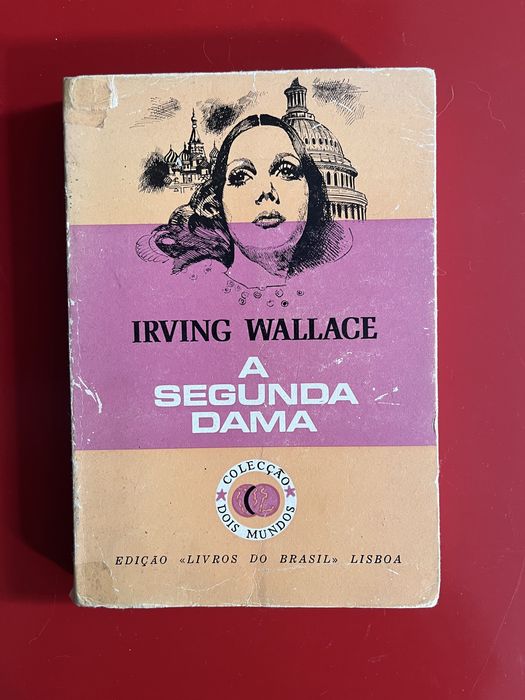 IRVING WALLACE
A
SEGUNDA
DAMA
COLECÇÃO
DOIS MUNDOS
EDIÇÃO «LIVROS DO BRASIL» LISBOA